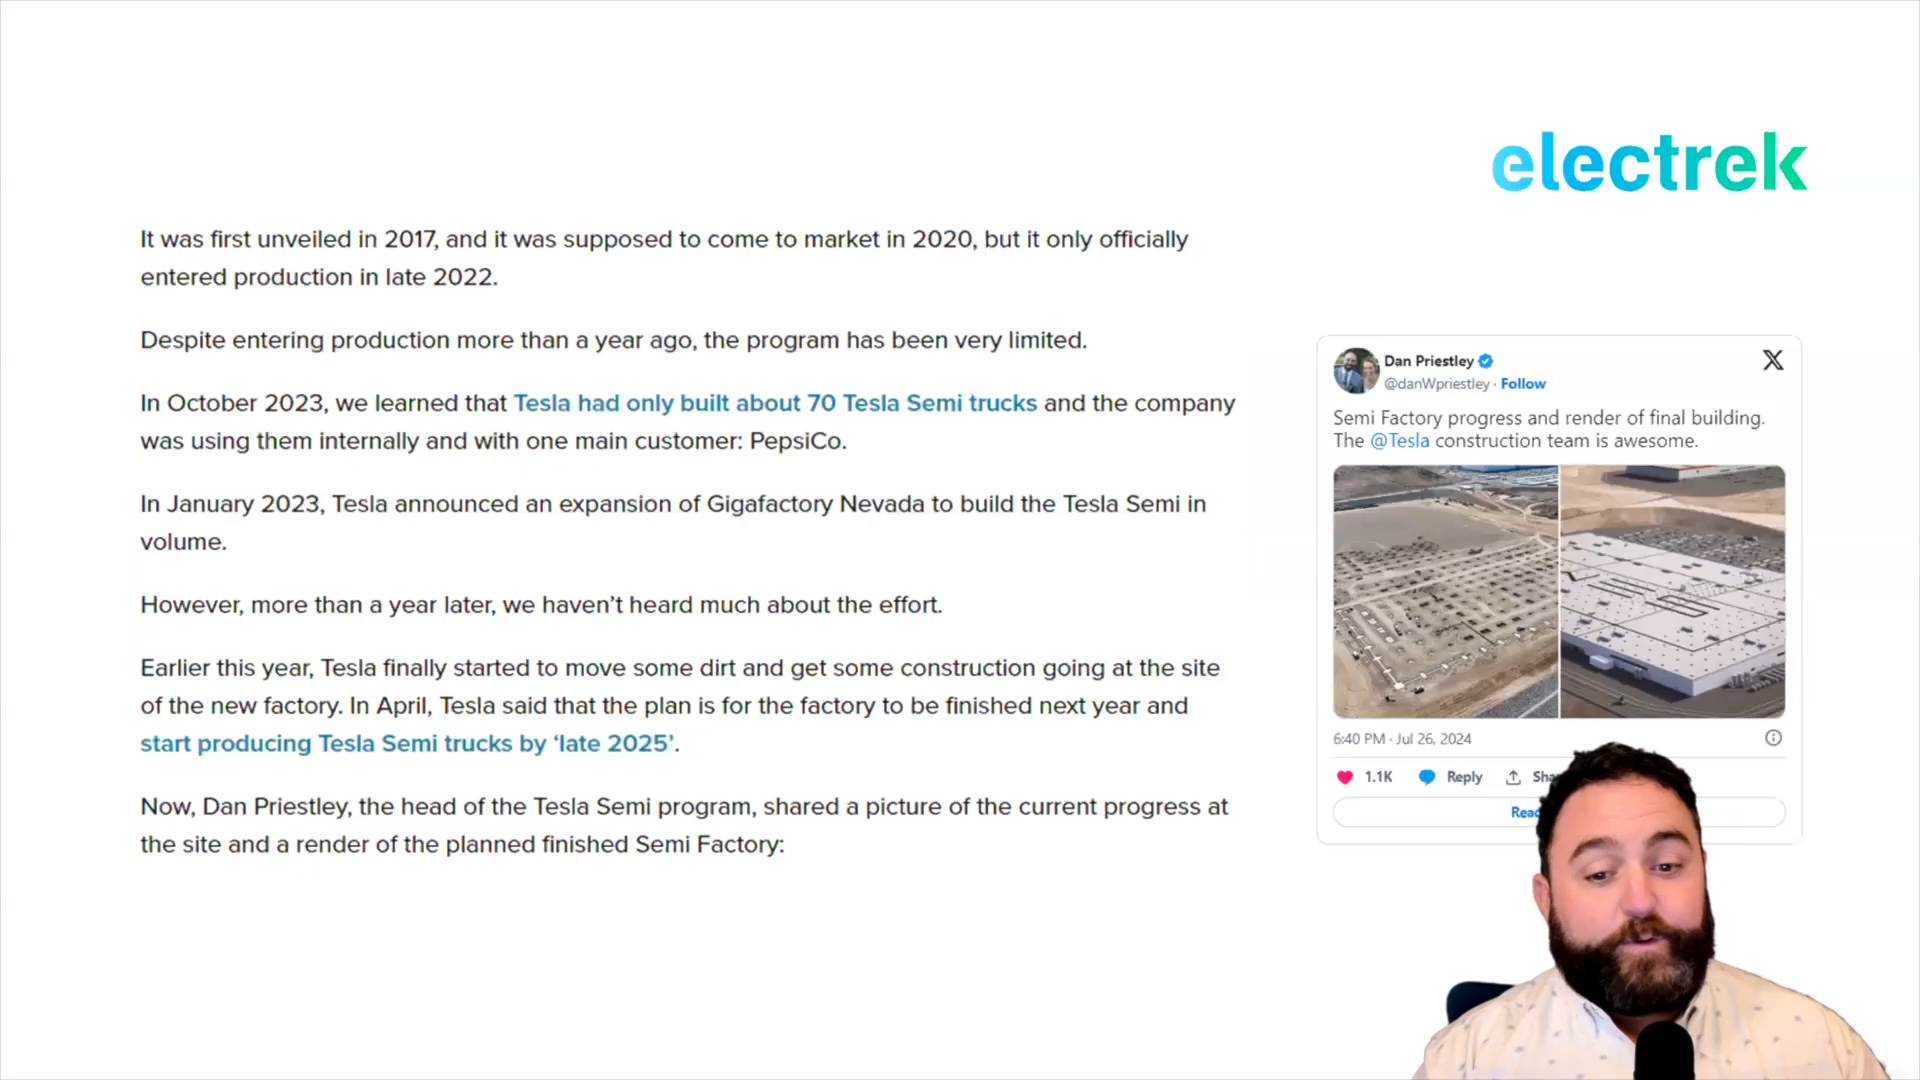 electrek
It was first unveiled in 2017, and it was supposed to come to market in 2020, but it only officially
entered production in late 2022.
Despite entering production more than a year ago, the program has been very limited.
In October 2023, we learned that Tesla had only built about 70 Tesla Semi trucks and the company
was using them internally and with one main customer: PepsiCo.
In January 2023, Tesla announced an expansion of Gigafactory Nevada to build the Tesla Semi in
volume.
However, more than a year later, we haven’t heard much about the effort.
Earlier this year, Tesla finally started to move some dirt and get some construction going at the site
of the new factory. In April, Tesla said that the plan is for the factory to be finished next year and
start producing Tesla Semi trucks by ‘late 2025’.
Now, Dan Priestley, the head of the Tesla Semi program, shared a picture of the current progress at
the site and a render of the planned finished Semi Factory:
Dan Priestley
@danWpriestley · Follow
Semi Factory progress and render of final building.
The @Tesla construction team is awesome.
6:40 PM · Jul 26, 2024
1.1K Reply